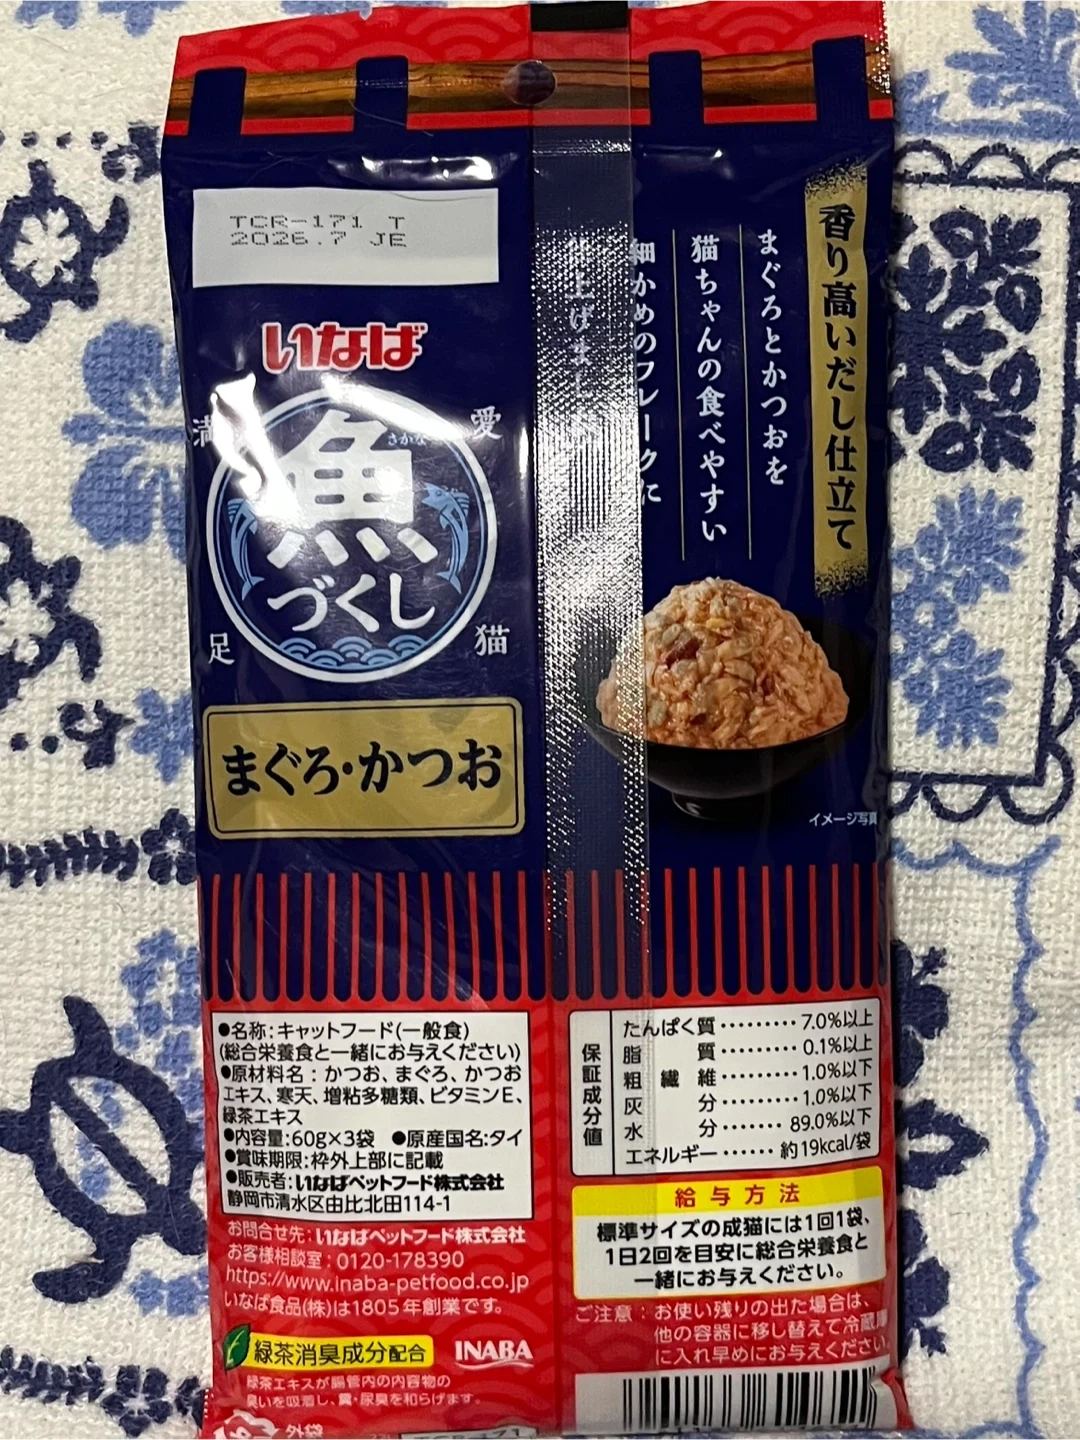 TCR-171 T
2026.7 JE
いなば
満足
愛猫
魚
さかな
づくし
まぐろ・かつお
香り高いだし仕立て
まぐろとかつおを
猫ちゃんの食べやすい
細かめのフレークに
イメージ写真
●名称:キャットフード(一般食)
(総合栄養食と一緒にお与えください)
●原材料名:かつお、まぐろ、かつお
エキス、寒天、増粘多糖類、ビタミンE、
緑茶エキス
●内容量:60g×3袋 ●原産国名:タイ
●賞味期限:枠外上部に記載
●販売者:いなばペットフード株式会社
静岡市清水区由比北田114-1
お問合せ先:いなばペットフード株式会社
お客様相談室:0120-178390
https://www.inaba-petfood.co.jp
いなば食品(株)は1805年創業です。
緑茶消臭成分配合
INABA
緑茶エキスが腸管内の内容物の
臭いを吸着し、糞・尿臭を和らげます。
外袋
保証成分値
たんぱく質‥‥‥‥‥7.0%以上
脂質‥‥‥‥‥0.1%以上
粗繊維‥‥‥‥‥1.0%以下
灰分‥‥‥‥‥1.0%以下
水分‥‥‥‥89.0%以下
エネルギー‥‥‥約19kcal/袋
給与方法
標準サイズの成猫には1回1袋、
1日2回を目安に総合栄養食と
一緒にお与えください。
ご注意:お使い残りの出た場合は、
他の容器に移し替えて冷蔵庫
に入れ早めにお与えください